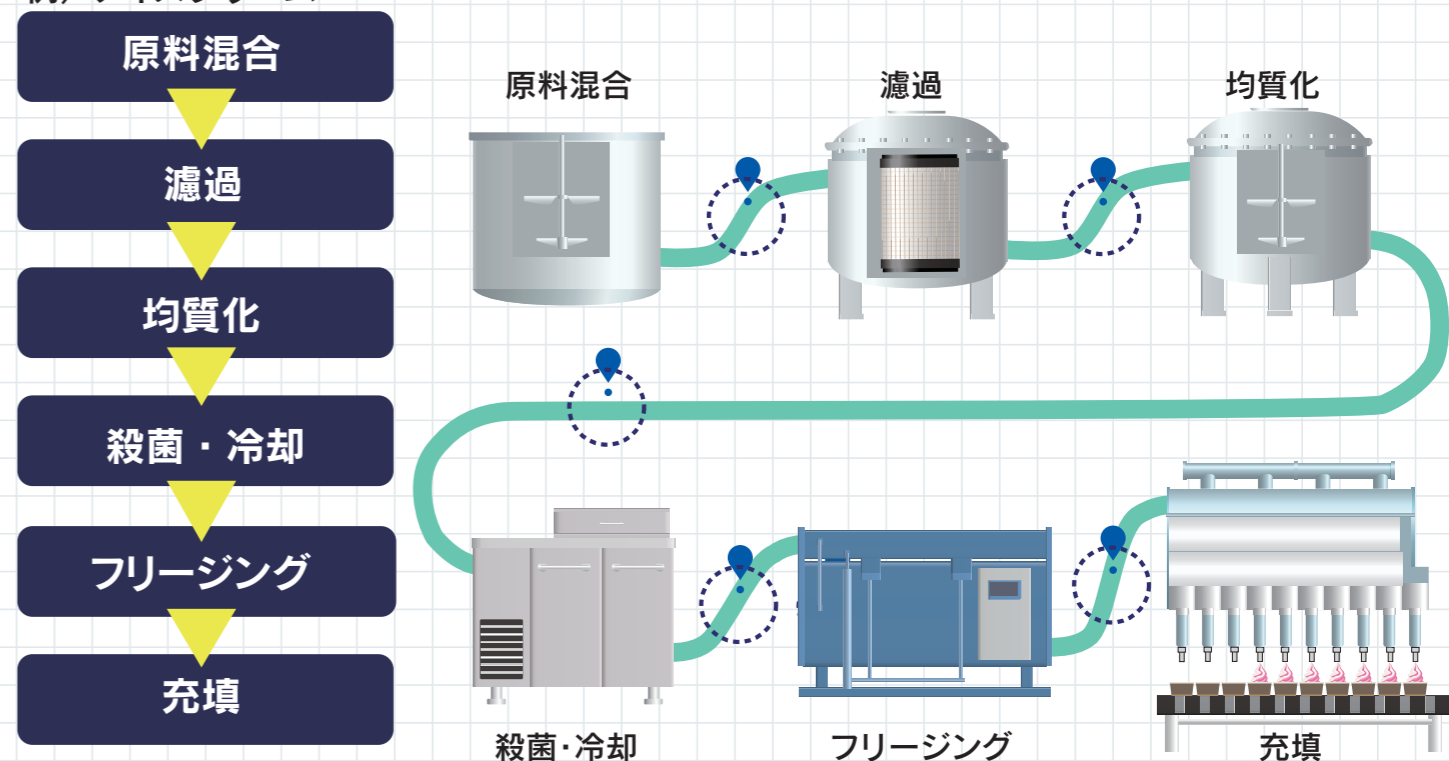 原料混合
濾過
均質化
殺菌・冷却
フリージング
充填
原料混合
濾過
均質化
殺菌・冷却
フリージング
充填